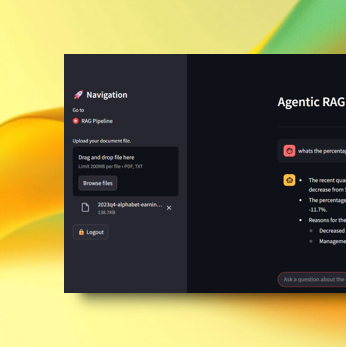 Navigation
Go to
RAG Pipeline
Upload your document file.
Drag and drop file here
Limit 200MB per file • PDF, TXT
Browse files
2023q4-alphabet-earnin...
138.7KB
Logout
Agentic RAG
whats the percenta
The recent qua
decrease from
The percentage
-11.7%.
Reasons for the
Decreased
Manageme
Ask a question about the